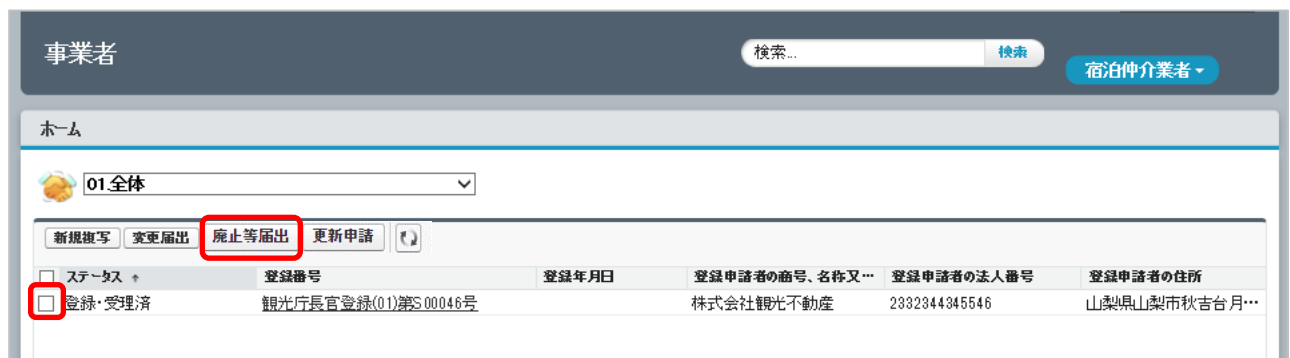 事業者
検索...
検索
宿泊仲介業者
ホーム
01.全体
新規複写 変更届出 廃止等届出 更新申請
ステータス 登録番号 登録年月日 登録申請者の商号、名称又… 登録申請者の法人番号 登録申請者の住所
登録・受理済 観光庁長官登録(01)第S00046号 株式会社観光不動産 2332344345546 山梨県山梨市秋吉台月…